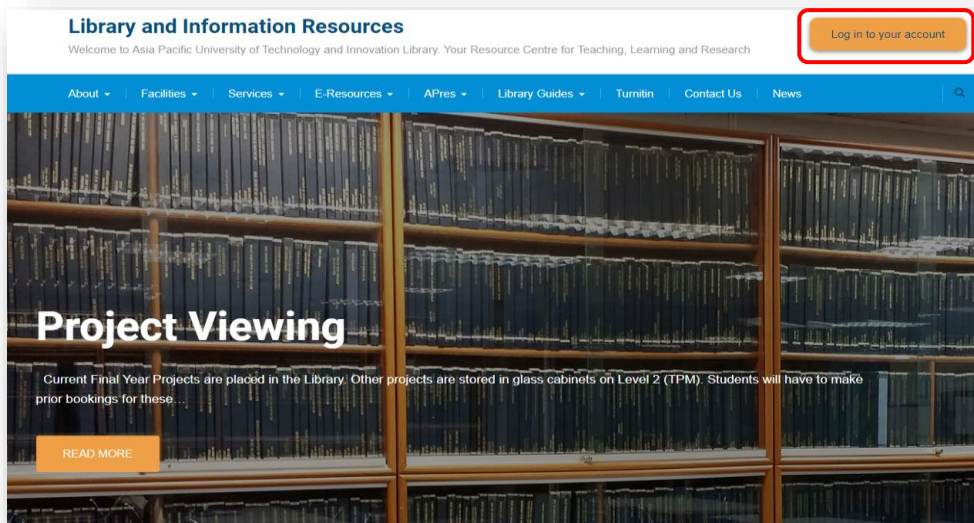 Library and Information Resources
Log in to your account
Welcome to Asia Pacific University of Technology and Innovation Library. Your Resource Centre for Teaching, Learning and Research
About Facilities Services E-Resources APres Library Guides Turnitin Contact Us News
Project Viewing
Current Final Year Projects are placed in the Library. Other projects are stored in glass cabinets on Level 2 (TPM). Students will have to make
prior bookings for these…
READ MORE